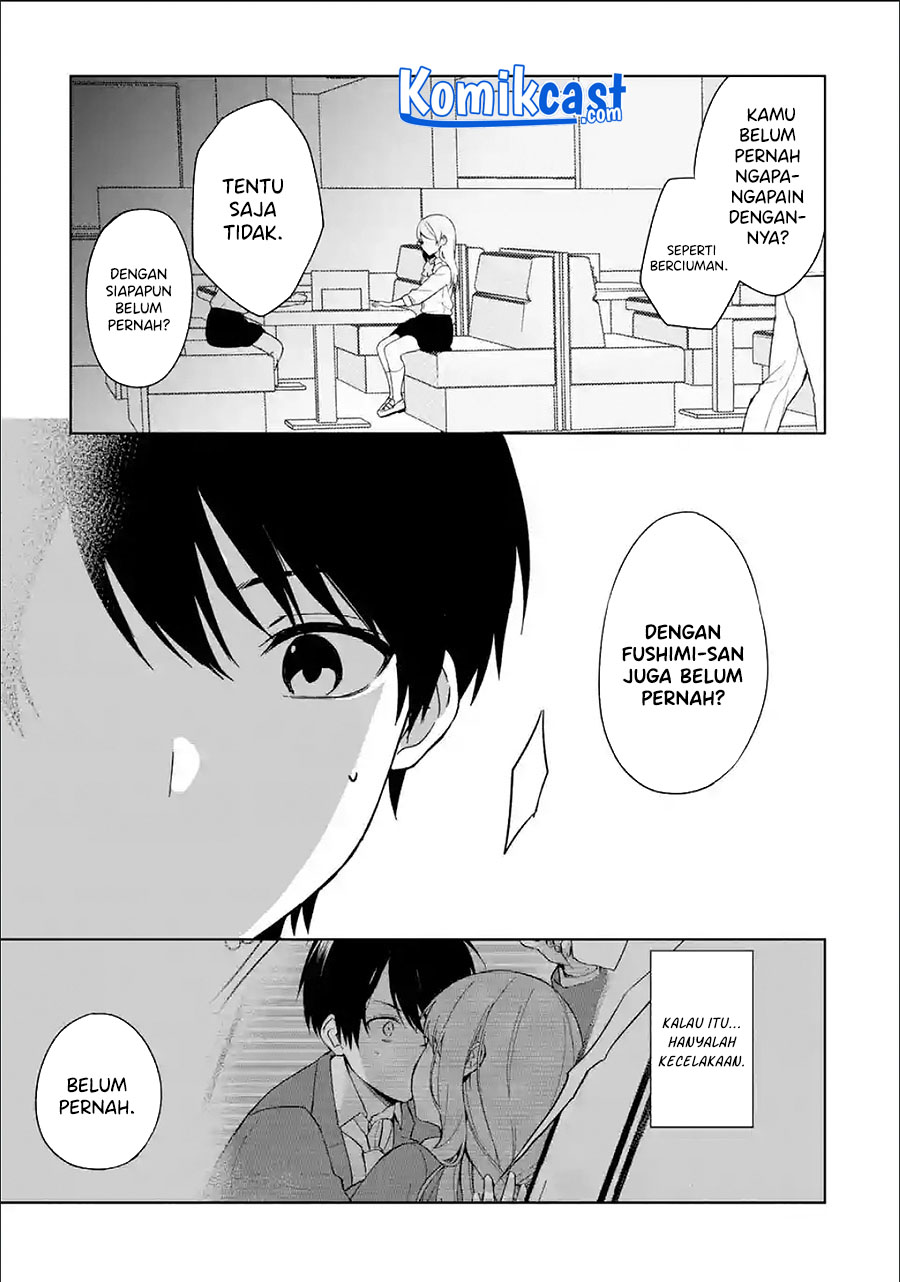 Komikcast
.com
KAMU
BELUM
PERNAH
NGAPA-
NGAPAIN
DENGAN-
NYA?
SEPERTI
BERCIUMAN.
TENTU
SAJA
TIDAK.
DENGAN
SIAPAPUN
BELUM
PERNAH?
DENGAN
FUSHIMI-SAN
JUGA BELUM
PERNAH?
KALAU ITU...
HANYALAH
KECELAKAAN.
BELUM
PERNAH.